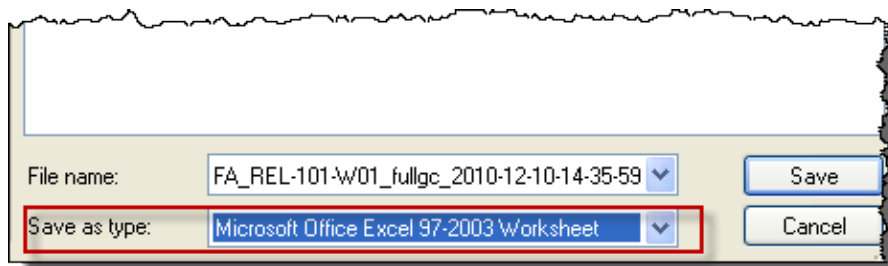 File name: FA_REL-101-W01_fullgc_2010-12-10-14-35-59 Save
Save as type: Microsoft Office Excel 97-2003 Worksheet Cancel